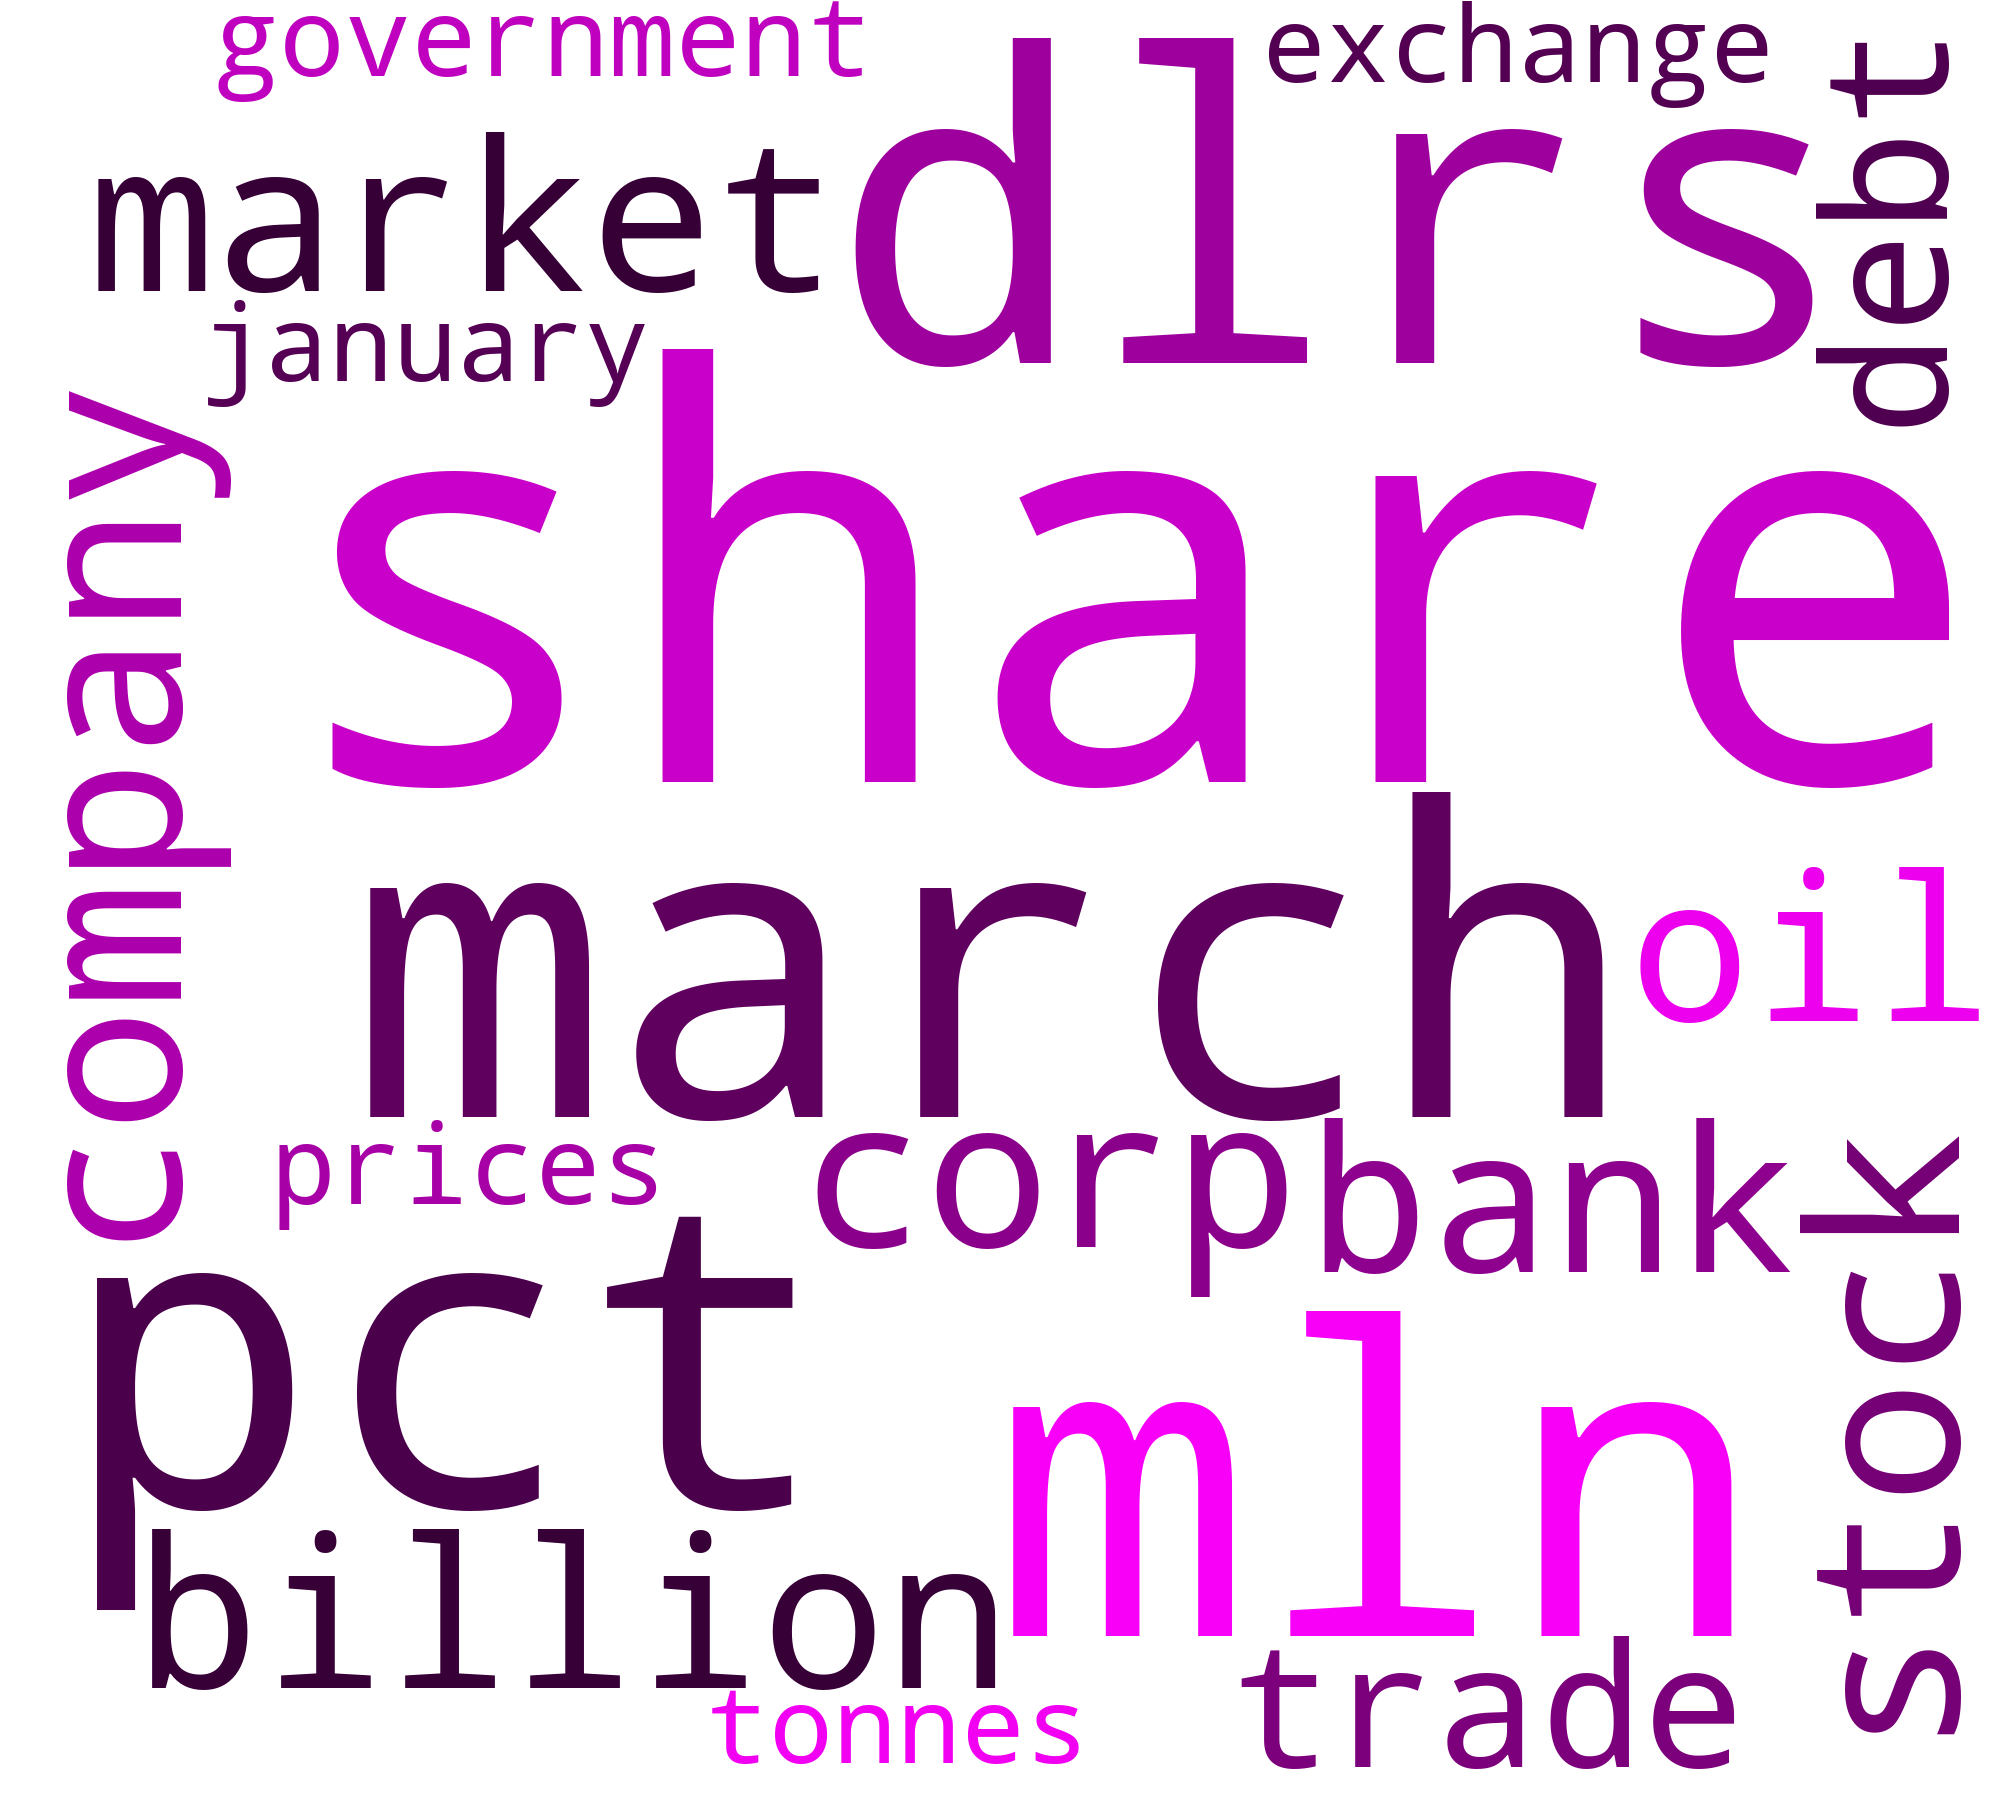 government
exchange
market
dlrs
debt
january
share
company
march
oil
prices
corp
bank
stock
pct
mln
billion
trade
tonnes